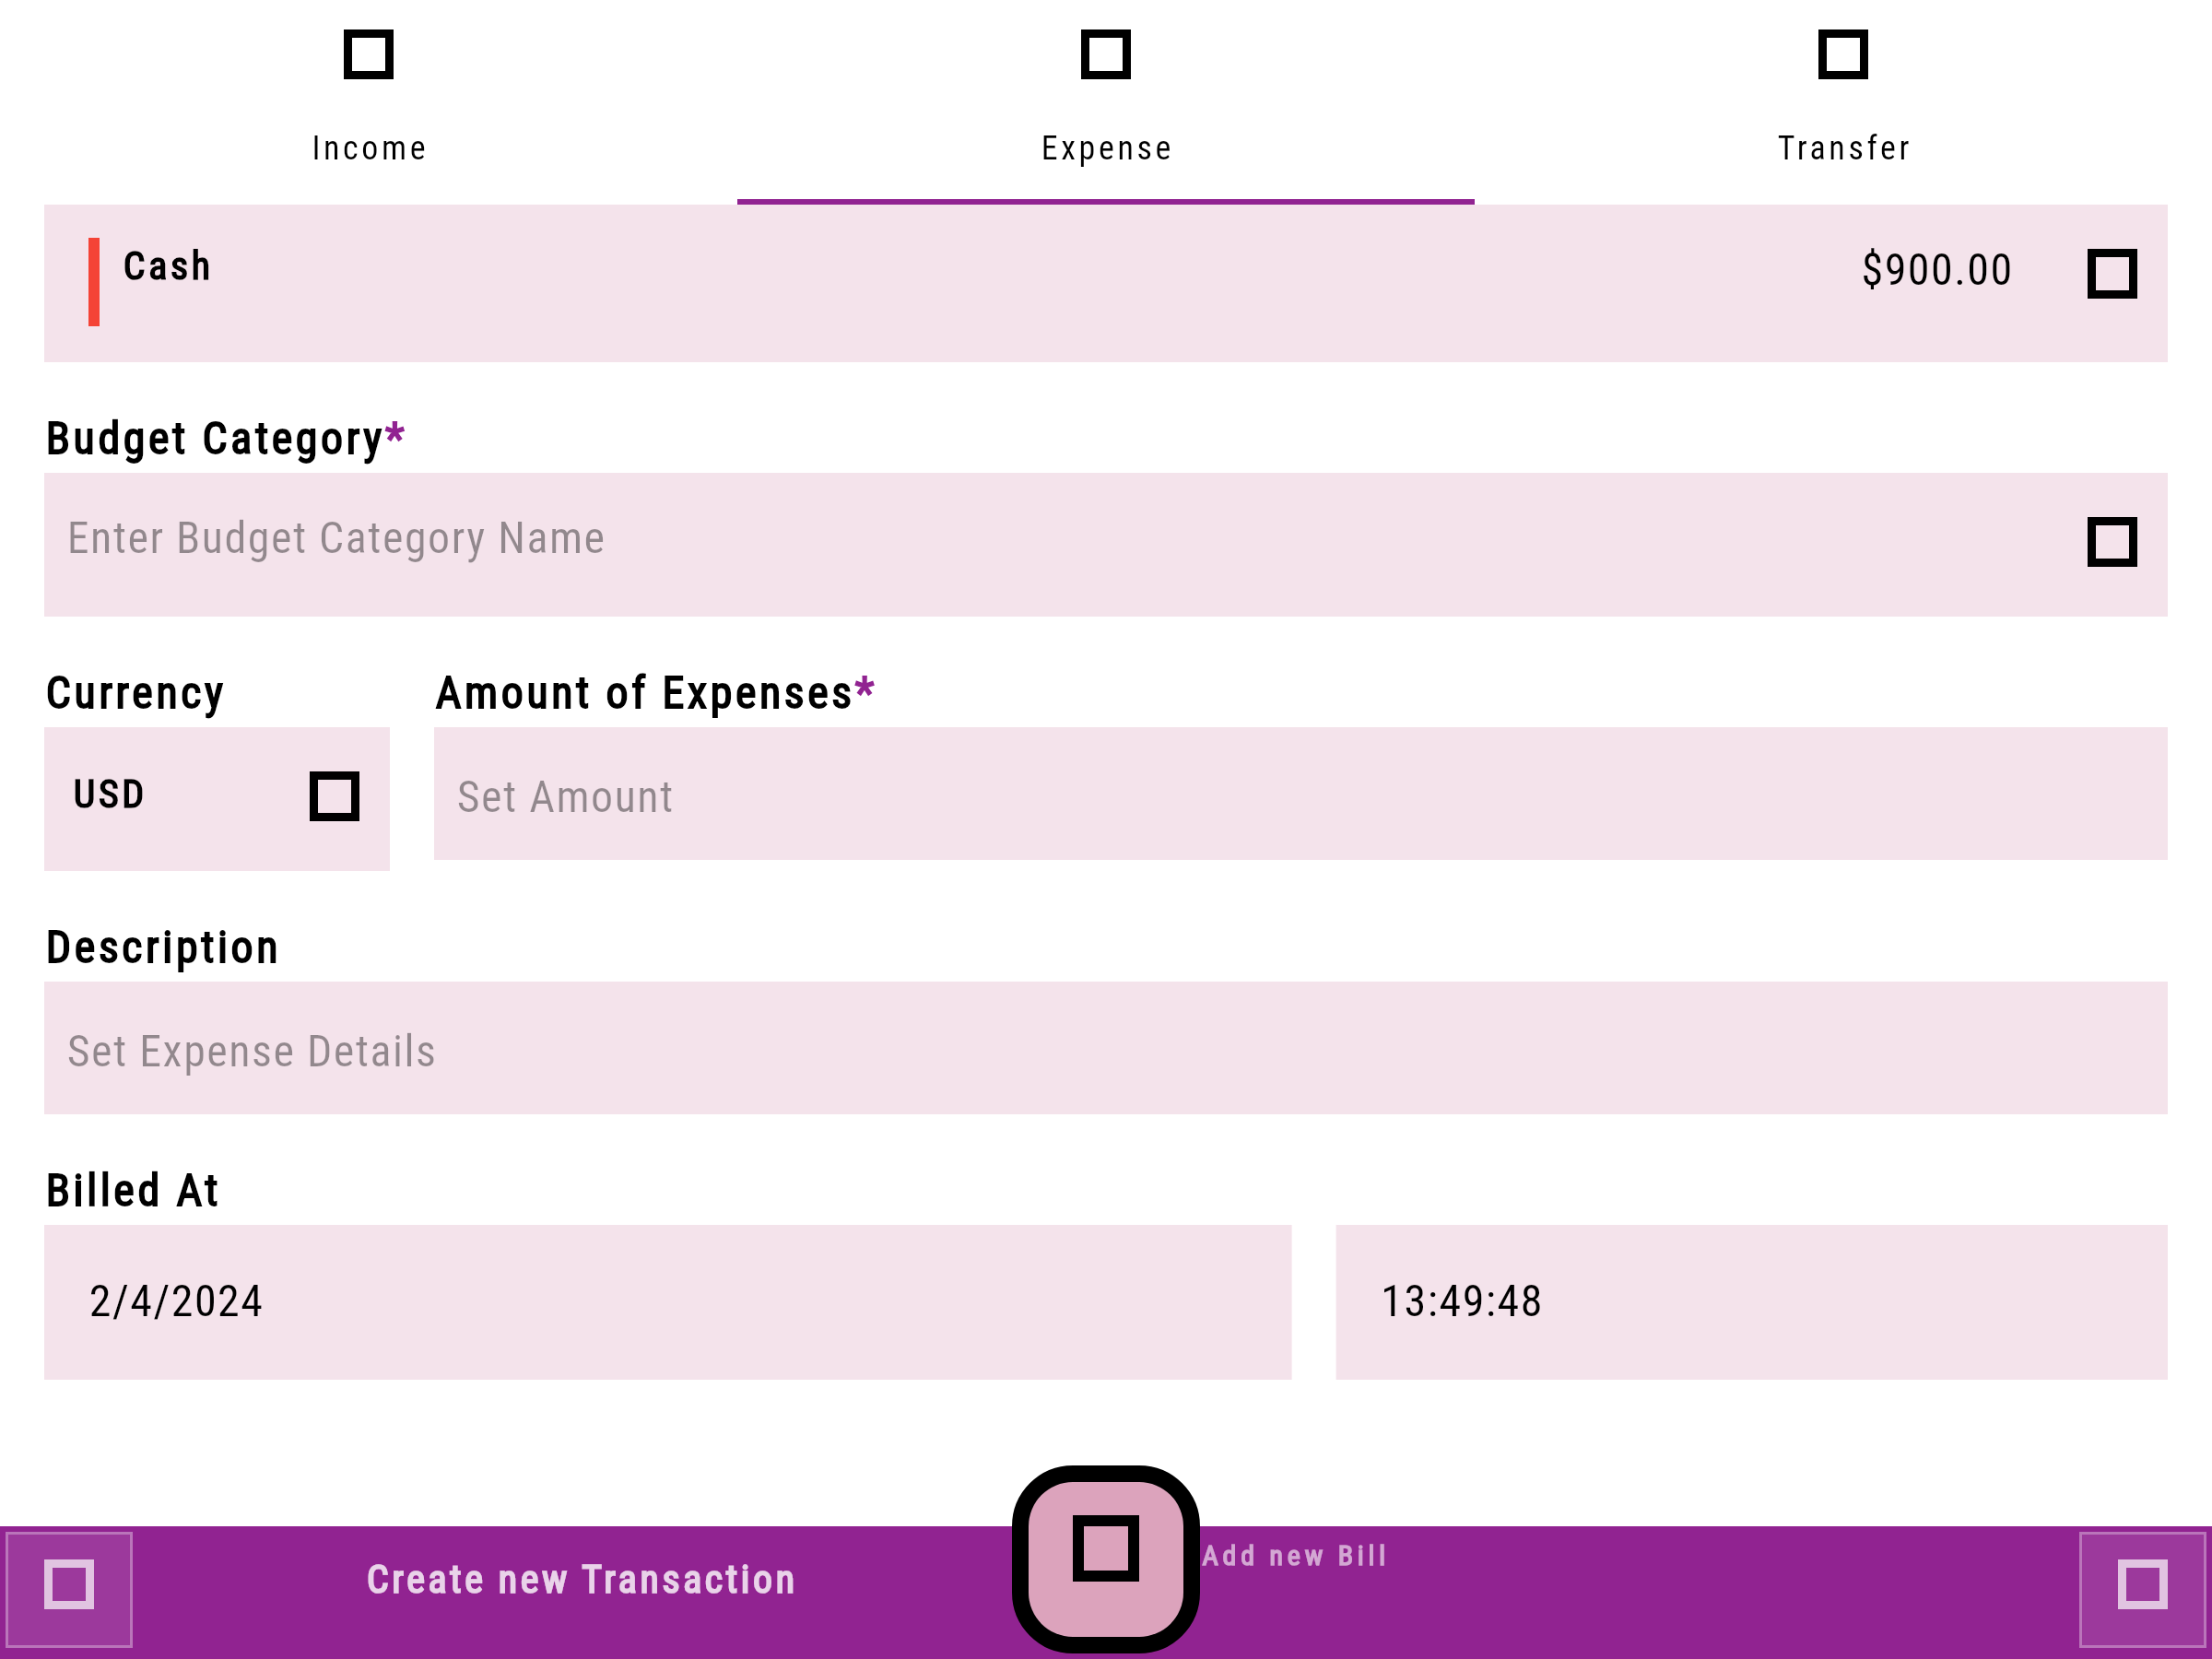 Income Expense Transfer
Cash $900.00
Budget Category*
Enter Budget Category Name
Currency Amount of Expenses*
USD Set Amount
Description
Set Expense Details
Billed At
2/4/2024 13:49:48
Create new Transaction Add new Bill